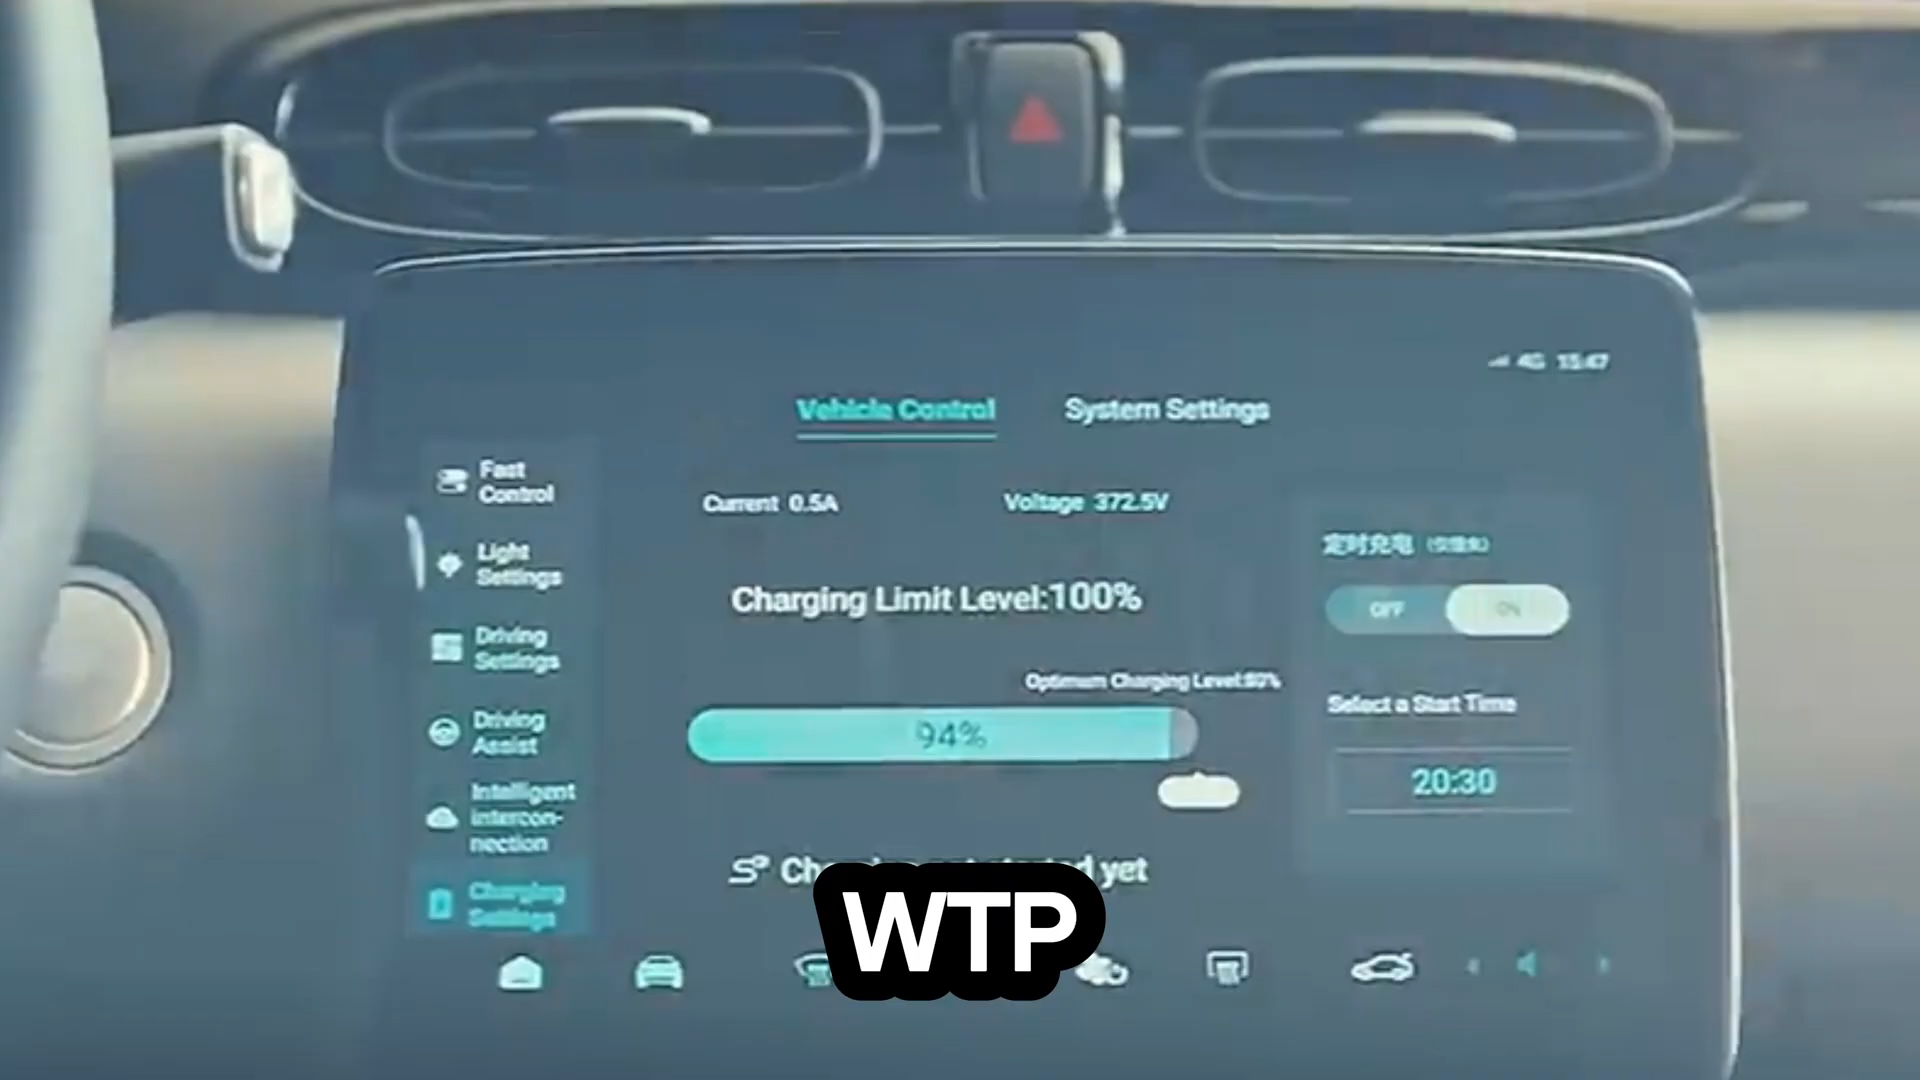 4G 15:47
Vehicle Control System Settings
Fast
Control
Current 0.5A Voltage 372.5V
定时充电
Light
Settings
OFF ON
Charging Limit Level:100%
Driving
Settings
Optimum Charging Level:80%
Select a Start Time
Driving
Assist
94%
20:30
Intelligent
intercon-
nection
yet
Charging
Settings
WTP